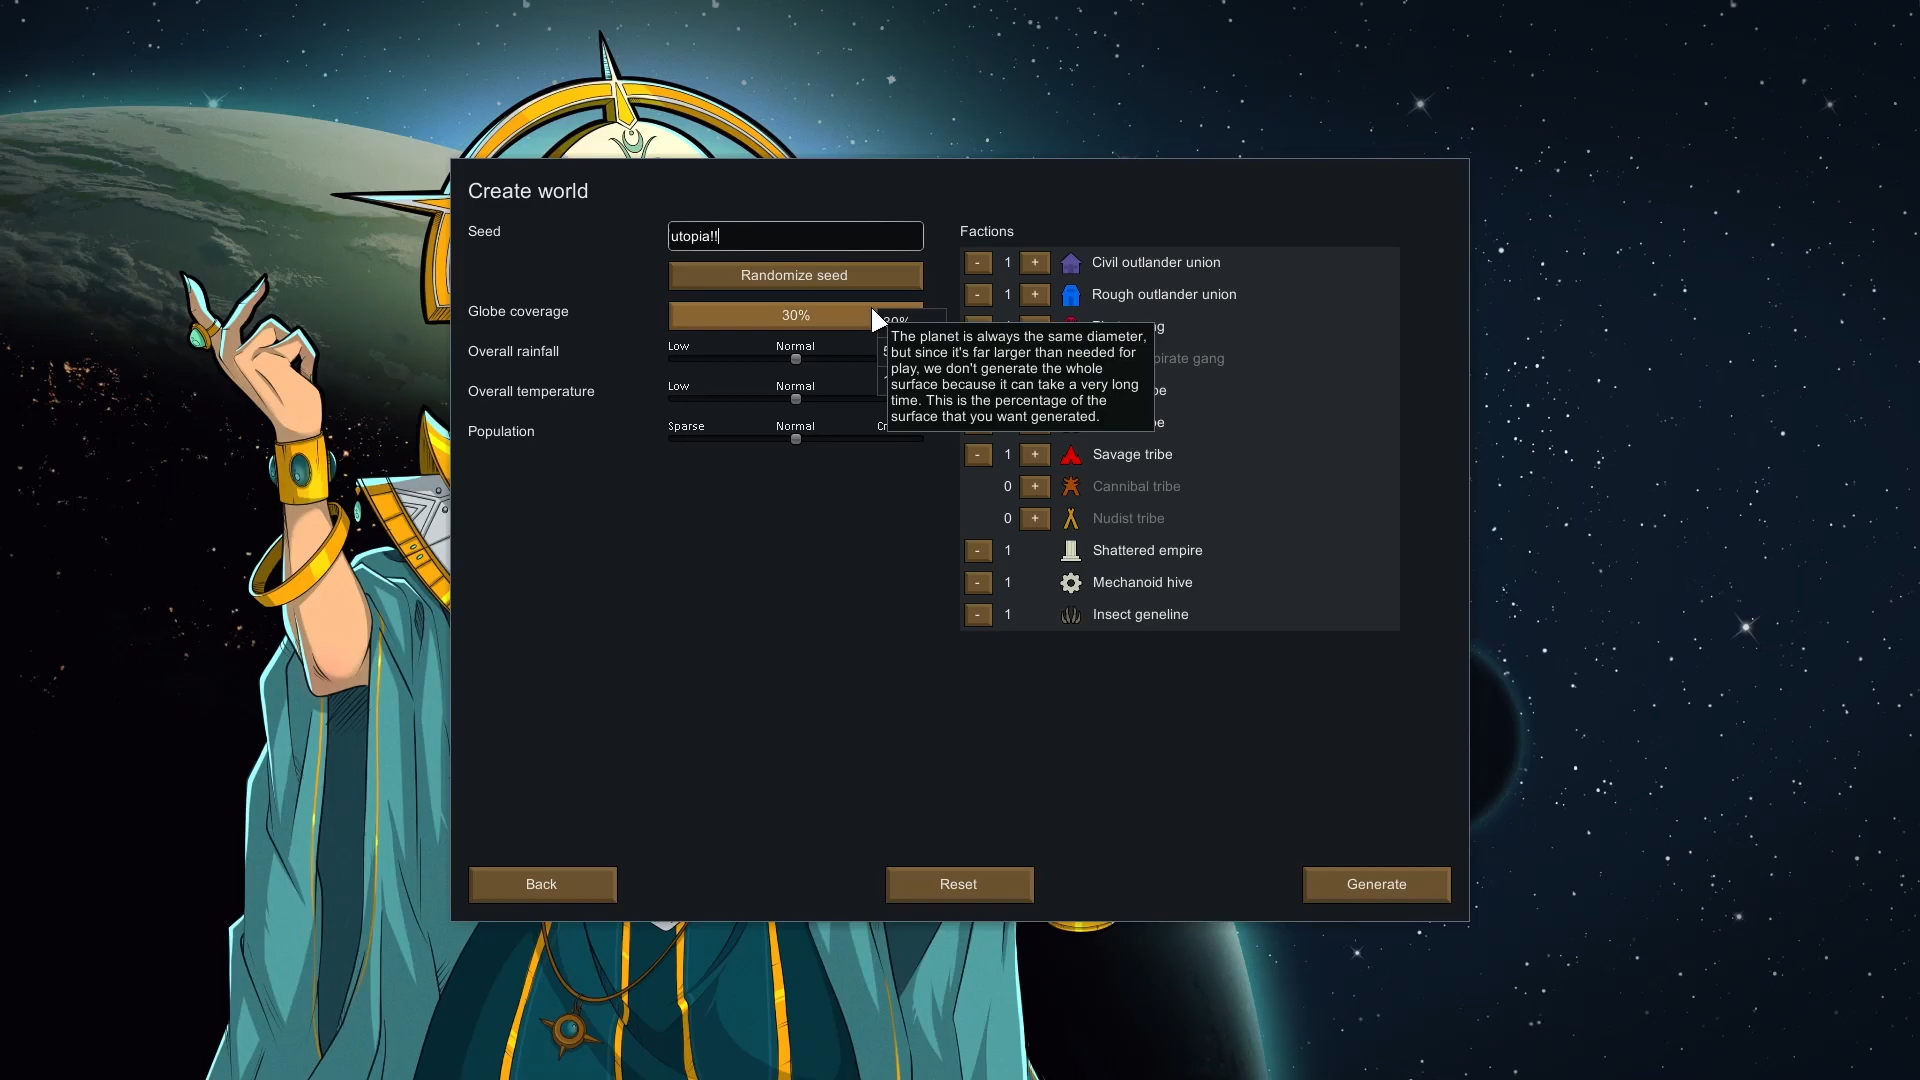 Create world
Seed
utopia!!
Randomize seed
Globe coverage
30%
Overall rainfall
Low Normal
Overall temperature
Low Normal
Population
Sparse Normal
The planet is always the same diameter,
but since it's far larger than needed for
play, we don't generate the whole
surface because it can take a very long
time. This is the percentage of the
surface that you want generated.
Factions
- 1 + Civil outlander union
- 1 + Rough outlander union
pirate gang
- 1 + Savage tribe
0 + Cannibal tribe
0 + Nudist tribe
- 1 Shattered empire
- 1 Mechanoid hive
- 1 Insect geneline
Back
Reset
Generate